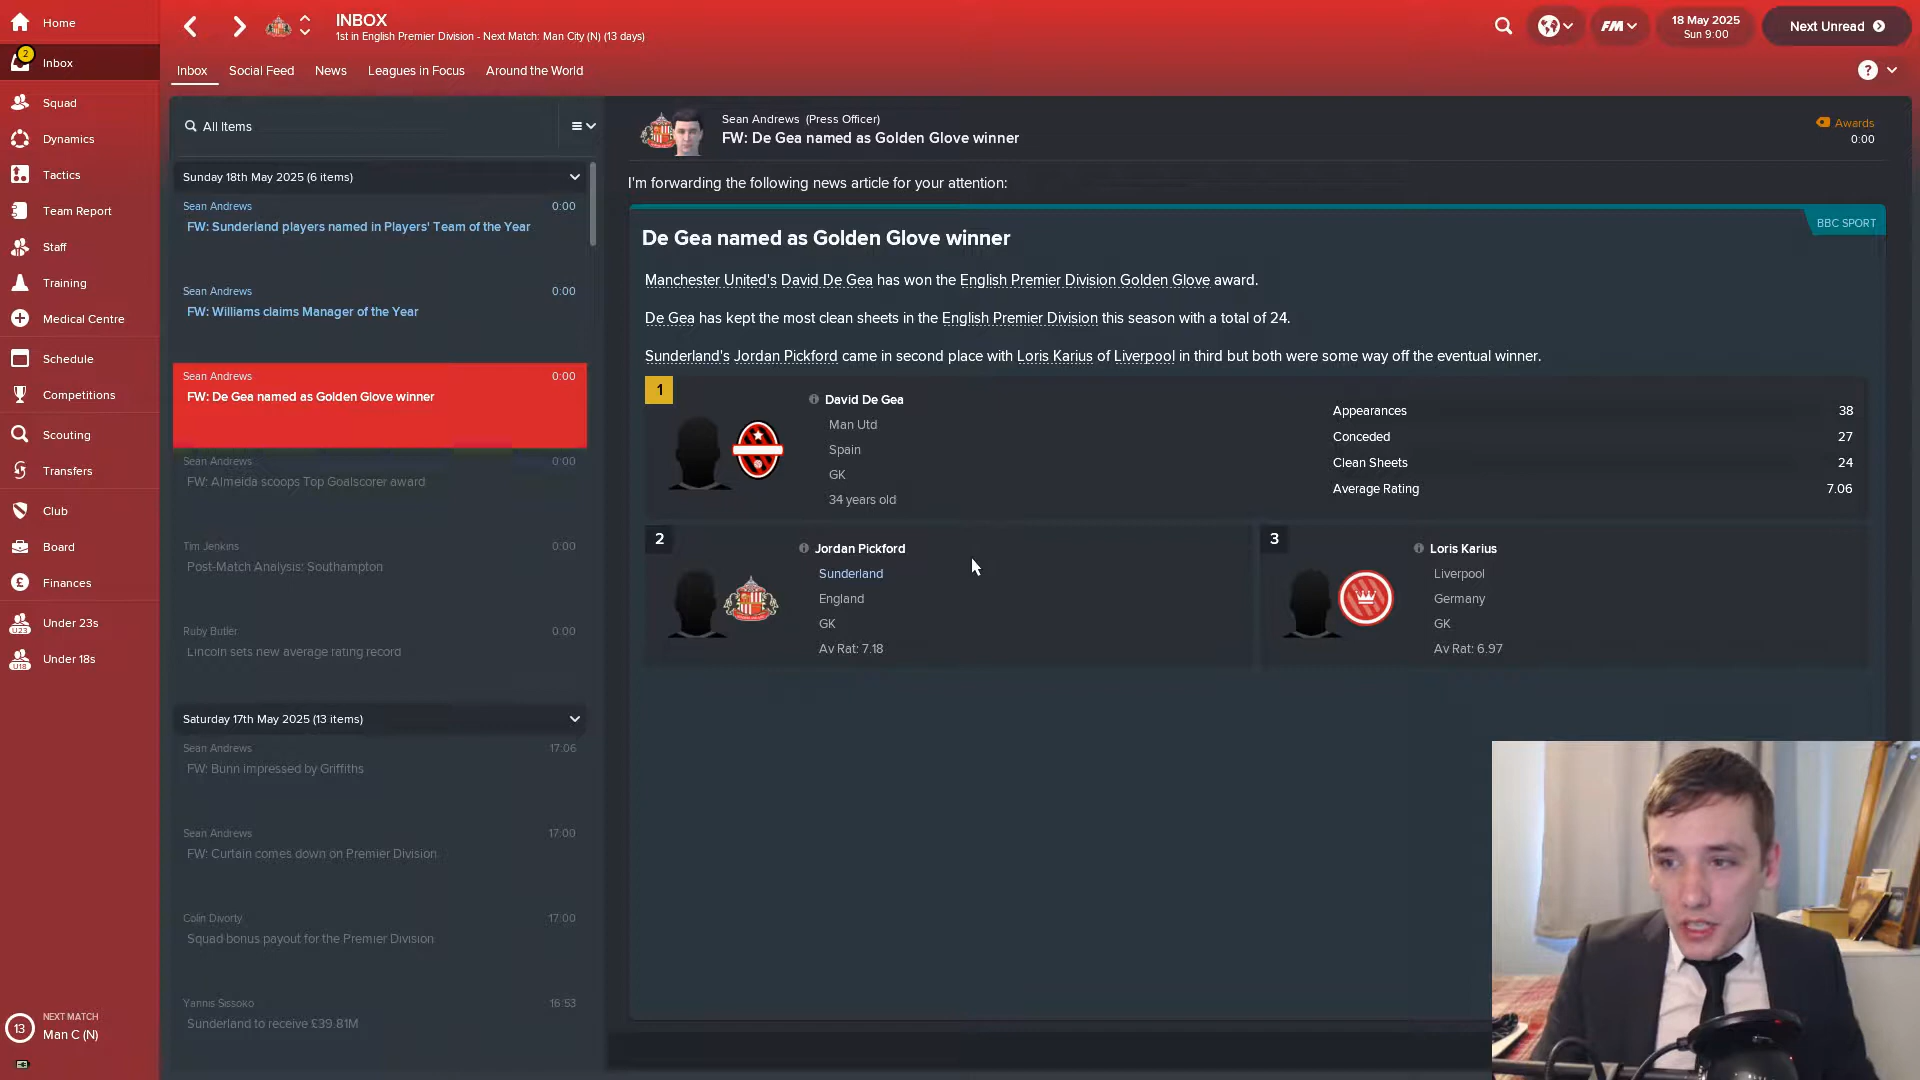 Home
2
Inbox
Squad
Dynamics
Tactics
Team Report
Staff
Training
Medical Centre
Schedule
Competitions
Scouting
Transfers
Club
Board
Finances
U23
Under 23s
U18
Under 18s
13
NEXT MATCH
Man C (N)
INBOX
1st in English Premier Division - Next Match: Man City (N) (13 days)
FM
18 May 2025
Sun 9:00
Next Unread
Inbox
Social Feed
News
Leagues in Focus
Around the World
?
All Items
Sunday 18th May 2025 (6 items)
Sean Andrews 0:00
FW: Sunderland players named in Players' Team of the Year
Sean Andrews 0:00
FW: Williams claims Manager of the Year
Sean Andrews 0:00
FW: De Gea named as Golden Glove winner
Sean Andrews 0:00
FW: Almeida scoops Top Goalscorer award
Tim Jenkins 0:00
Post-Match Analysis: Southampton
Ruby Butler 0:00
Lincoln sets new average rating record
Saturday 17th May 2025 (13 items)
Sean Andrews 17:06
FW: Bunn impressed by Griffiths
Sean Andrews 17:00
FW: Curtain comes down on Premier Division
Colin Divorty 17:00
Squad bonus payout for the Premier Division
Yannis Sissoko 16:53
Sunderland to receive £39.81M
Sean Andrews (Press Officer)
FW: De Gea named as Golden Glove winner
Awards
0:00
I'm forwarding the following news article for your attention:
BBC SPORT
De Gea named as Golden Glove winner
Manchester United's David De Gea has won the English Premier Division Golden Glove award.
De Gea has kept the most clean sheets in the English Premier Division this season with a total of 24.
Sunderland's Jordan Pickford came in second place with Loris Karius of Liverpool in third but both were some way off the eventual winner.
1
David De Gea
Man Utd
Spain
GK
34 years old
Appearances 38
Conceded 27
Clean Sheets 24
Average Rating 7.06
2
Jordan Pickford
Sunderland
England
GK
Av Rat: 7.18
3
Loris Karius
Liverpool
Germany
GK
Av Rat: 6.97